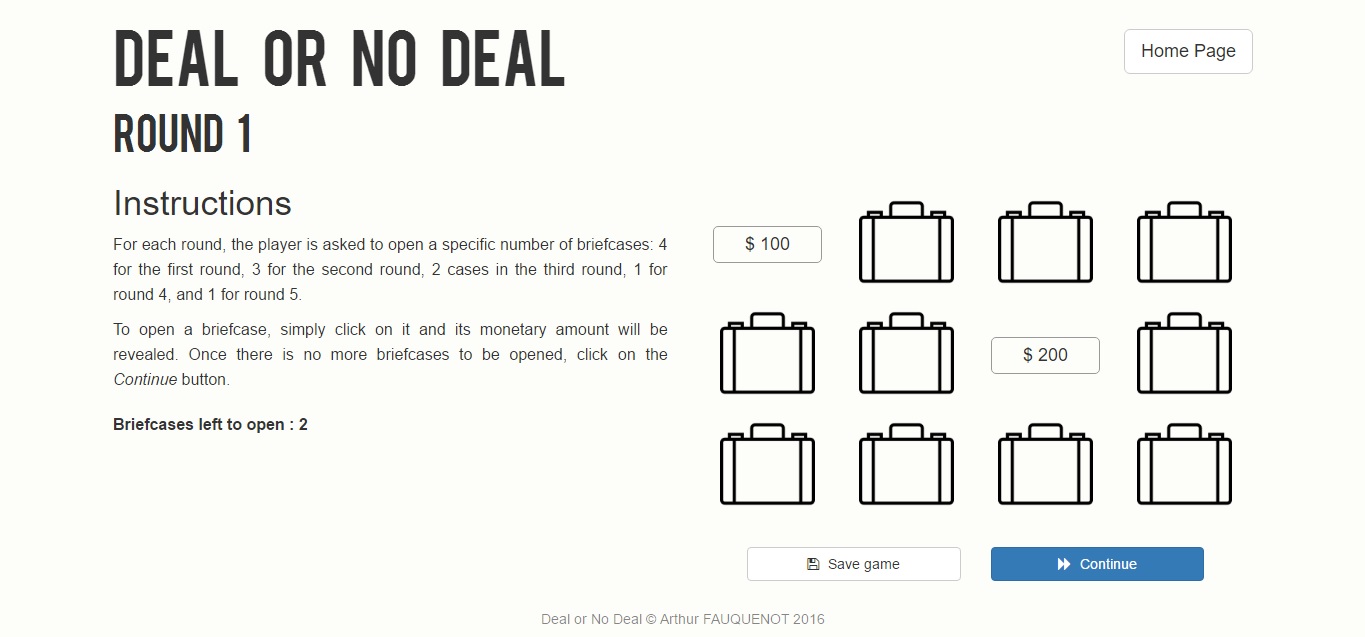 DEAL OR NO DEAL
Home Page
ROUND 1
Instructions
For each round, the player is asked to open a specific number of briefcases: 4
for the first round, 3 for the second round, 2 cases in the third round, 1 for
round 4, and 1 for round 5.
To open a briefcase, simply click on it and its monetary amount will be
revealed. Once there is no more briefcases to be opened, click on the
Continue button.
Briefcases left to open : 2
$ 100
$ 200
Save game
Continue
Deal or No Deal © Arthur FAUQUENOT 2016